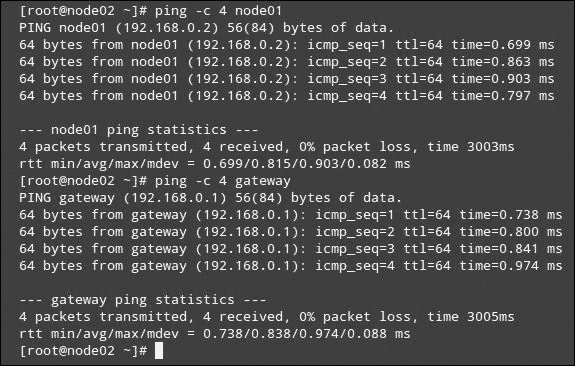 [root@node02 ~]# ping -c 4 node01
PING node01 (192.168.0.2) 56(84) bytes of data.
64 bytes from node01 (192.168.0.2): icmp_seq=1 ttl=64 time=0.699 ms
64 bytes from node01 (192.168.0.2): icmp_seq=2 ttl=64 time=0.863 ms
64 bytes from node01 (192.168.0.2): icmp_seq=3 ttl=64 time=0.903 ms
64 bytes from node01 (192.168.0.2): icmp_seq=4 ttl=64 time=0.797 ms
--- node01 ping statistics ---
4 packets transmitted, 4 received, 0% packet loss, time 3003ms
rtt min/avg/max/mdev = 0.699/0.815/0.903/0.082 ms
[root@node02 ~]# ping -c 4 gateway
PING gateway (192.168.0.1) 56(84) bytes of data.
64 bytes from gateway (192.168.0.1): icmp_seq=1 ttl=64 time=0.738 ms
64 bytes from gateway (192.168.0.1): icmp_seq=2 ttl=64 time=0.800 ms
64 bytes from gateway (192.168.0.1): icmp_seq=3 ttl=64 time=0.841 ms
64 bytes from gateway (192.168.0.1): icmp_seq=4 ttl=64 time=0.974 ms
--- gateway ping statistics ---
4 packets transmitted, 4 received, 0% packet loss, time 3005ms
rtt min/avg/max/mdev = 0.738/0.838/0.974/0.088 ms
[root@node02 ~]#